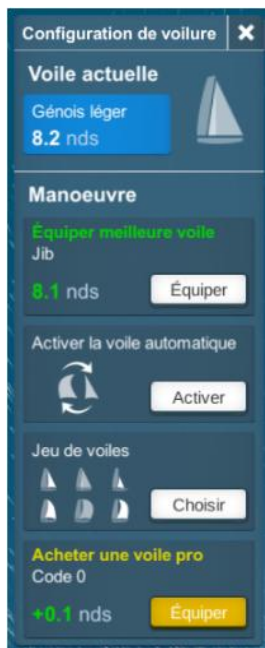 Configuration de voilure
Voile actuelle
Génois léger
8.2 nds
Manoeuvre
Équiper meilleure voile
Jib
8.1 nds
Équiper
Activer la voile automatique
Activer
Jeu de voiles
Choisir
Acheter une voile pro
Code 0
+0.1 nds
Équiper